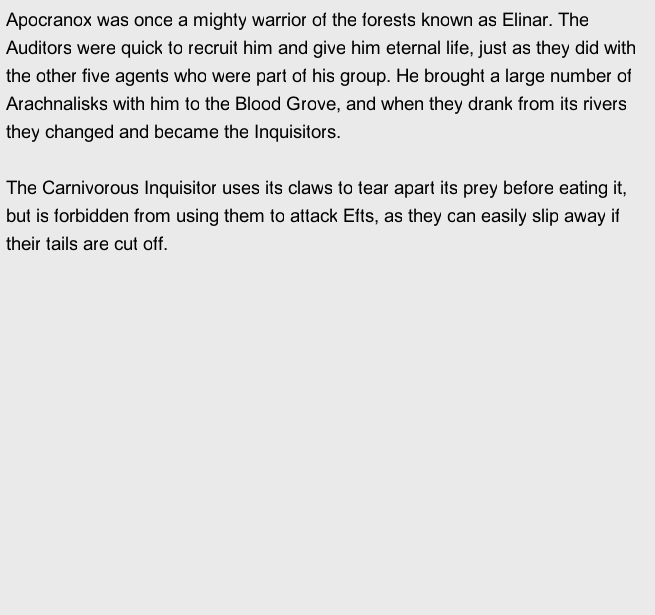 Apocranox was once a mighty warrior of the forests known as Elinar. The
Auditors were quick to recruit him and give him eternal life, just as they did with
the other five agents who were part of his group. He brought a large number of
Arachnalisks with him to the Blood Grove, and when they drank from its rivers
they changed and became the Inquisitors.

The Carnivorous Inquisitor uses its claws to tear apart its prey before eating it,
but is forbidden from using them to attack Efts, as they can easily slip away if
their tails are cut off.